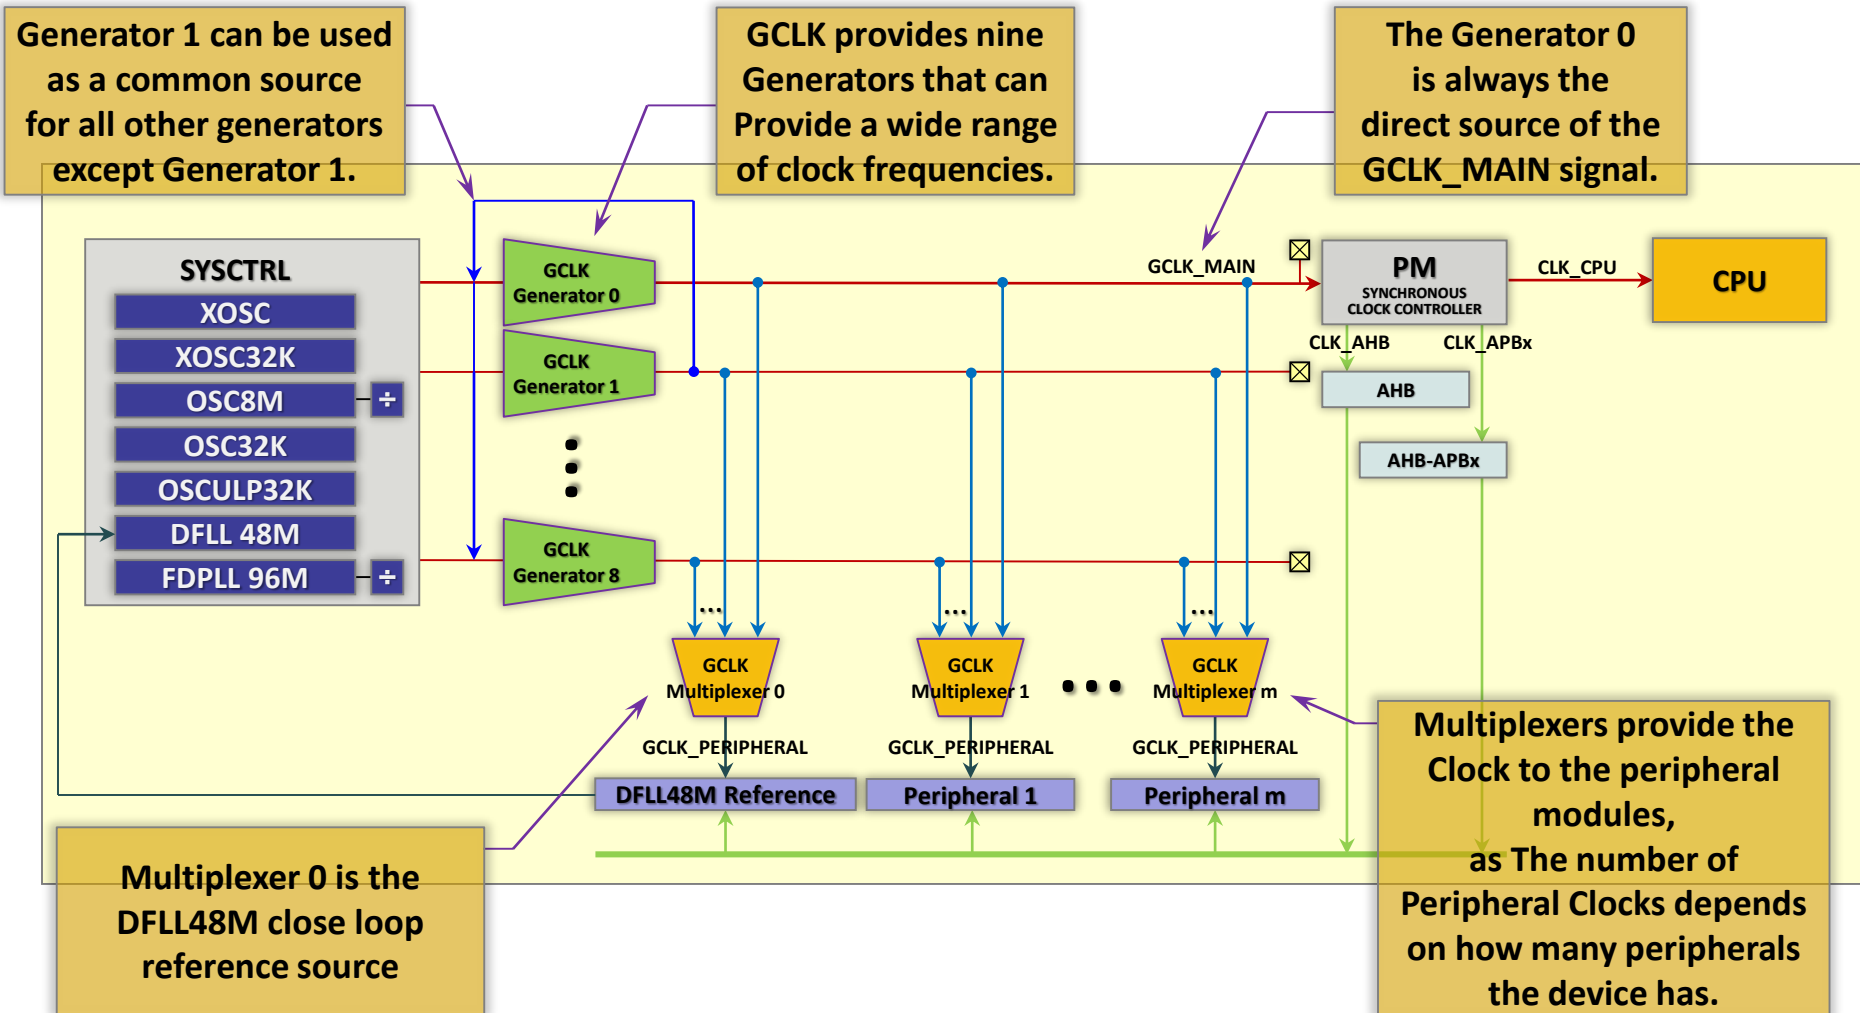 Generator 1 can be used
as a common source
for all other generators
except Generator 1.
GCLK provides nine
Generators that can
Provide a wide range
of clock frequencies.
The Generator 0
is always the
direct source of the
GCLK_MAIN signal.
SYSCTRL
XOSC
XOSC32K
OSC8M
÷
OSC32K
OSCULP32K
DFLL 48M
FDPLL 96M
÷
GCLK
Generator 0
GCLK
Generator 1
GCLK
Generator 8
GCLK_MAIN
PM
SYNCHRONOUS
CLOCK CONTROLLER
CLK_CPU
CPU
CLK_AHB
CLK_APBx
AHB
AHB-APBx
...
...
...
GCLK
Multiplexer 0
GCLK
Multiplexer 1
GCLK
Multiplexer m
GCLK_PERIPHERAL
GCLK_PERIPHERAL
GCLK_PERIPHERAL
DFLL48M Reference
Peripheral 1
Peripheral m
Multiplexer 0 is the
DFLL48M close loop
reference source
Multiplexers provide the
Clock to the peripheral
modules,
as The number of
Peripheral Clocks depends
on how many peripherals
the device has.